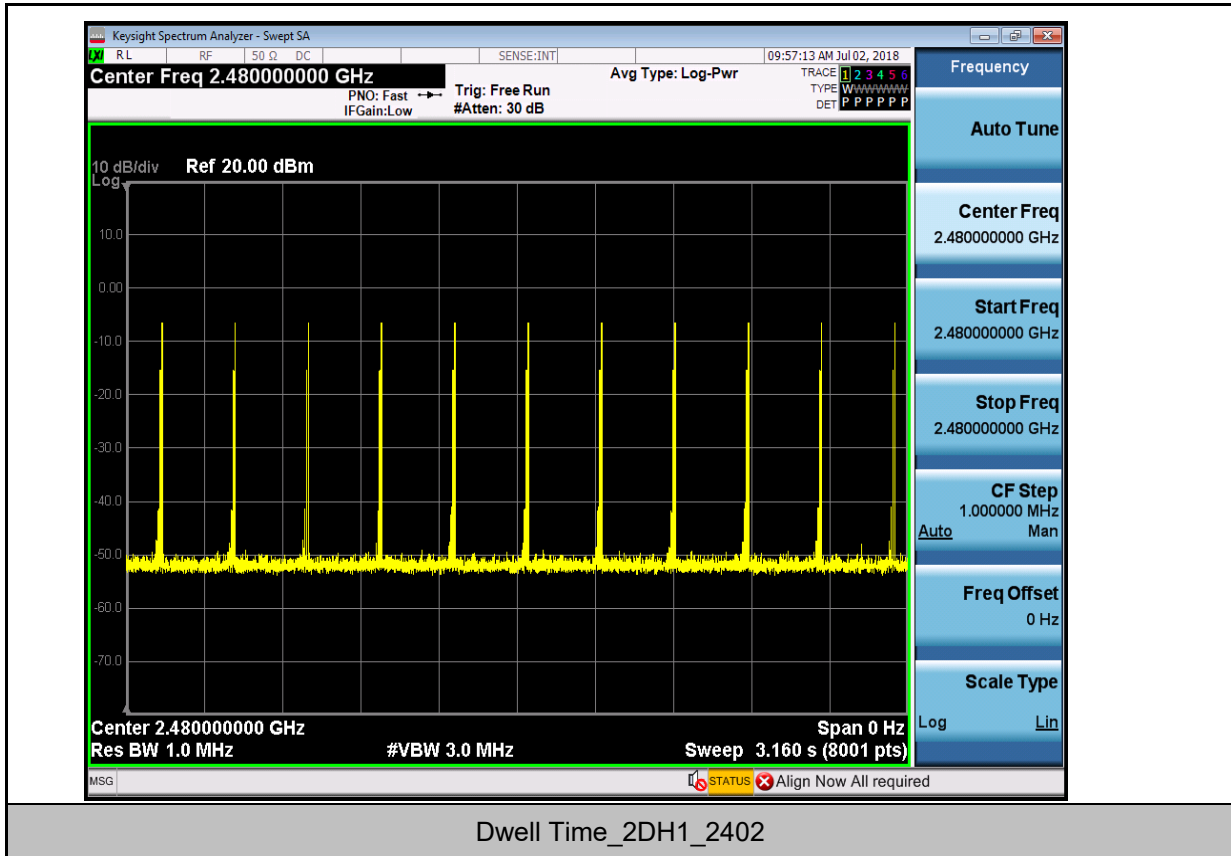 Keysight Spectrum Analyzer - Swept SA
LXI RL RF 50 Ω DC SENSE:INT 09:57:13 AM Jul 02, 2018
Center Freq 2.480000000 GHz
PNO: Fast
IFGain:Low
Trig: Free Run
#Atten: 30 dB
Avg Type: Log-Pwr
TRACE 1 2 3 4 5 6
TYPE WWWWWW
DET P P P P P P
10 dB/div Ref 20.00 dBm
Log
10.0
0.00
-10.0
-20.0
-30.0
-40.0
-50.0
-60.0
-70.0
Center 2.480000000 GHz Span 0 Hz
Res BW 1.0 MHz #VBW 3.0 MHz Sweep 3.160 s (8001 pts)
MSG STATUS Align Now All required
Frequency
Auto Tune
Center Freq
2.480000000 GHz
Start Freq
2.480000000 GHz
Stop Freq
2.480000000 GHz
CF Step
1.000000 MHz
Auto Man
Freq Offset
0 Hz
Scale Type
Log Lin
Dwell Time_2DH1_2402